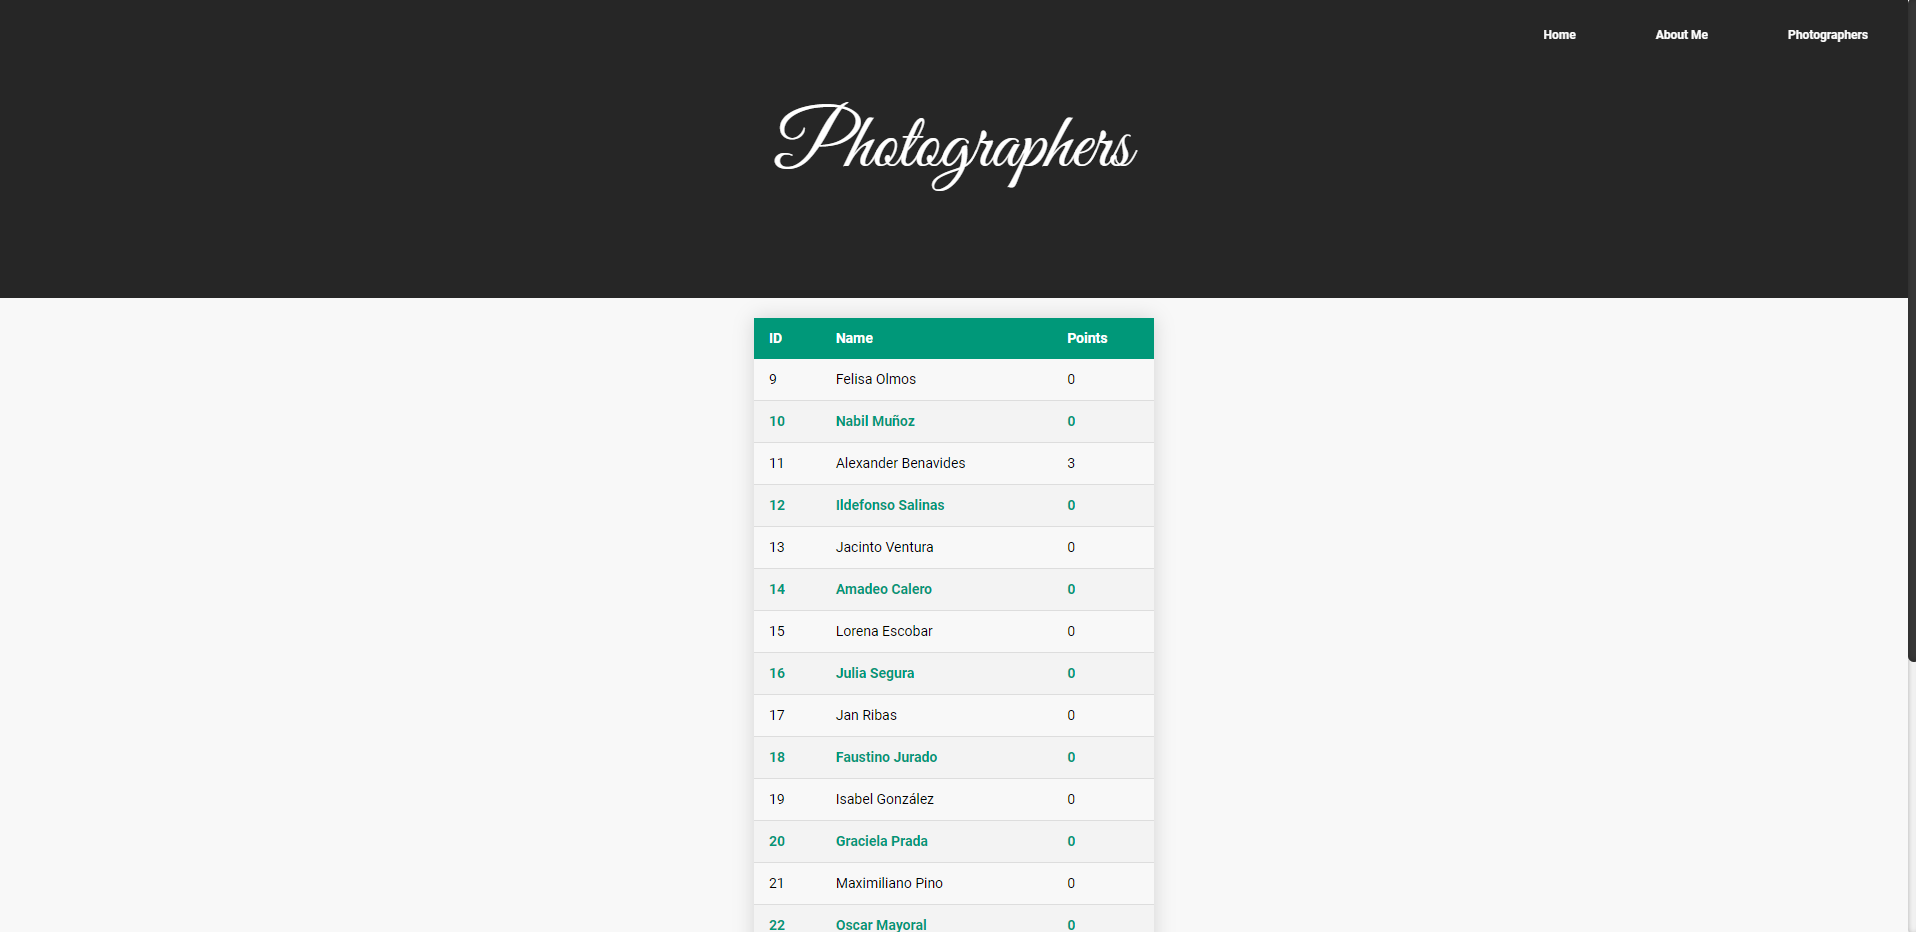 Home About Me Photographers
Photographers
ID Name Points
9 Felisa Olmos 0
10 Nabil Muñoz 0
11 Alexander Benavides 3
12 Ildefonso Salinas 0
13 Jacinto Ventura 0
14 Amadeo Calero 0
15 Lorena Escobar 0
16 Julia Segura 0
17 Jan Ribas 0
18 Faustino Jurado 0
19 Isabel González 0
20 Graciela Prada 0
21 Maximiliano Pino 0
22 Oscar Mayoral 0